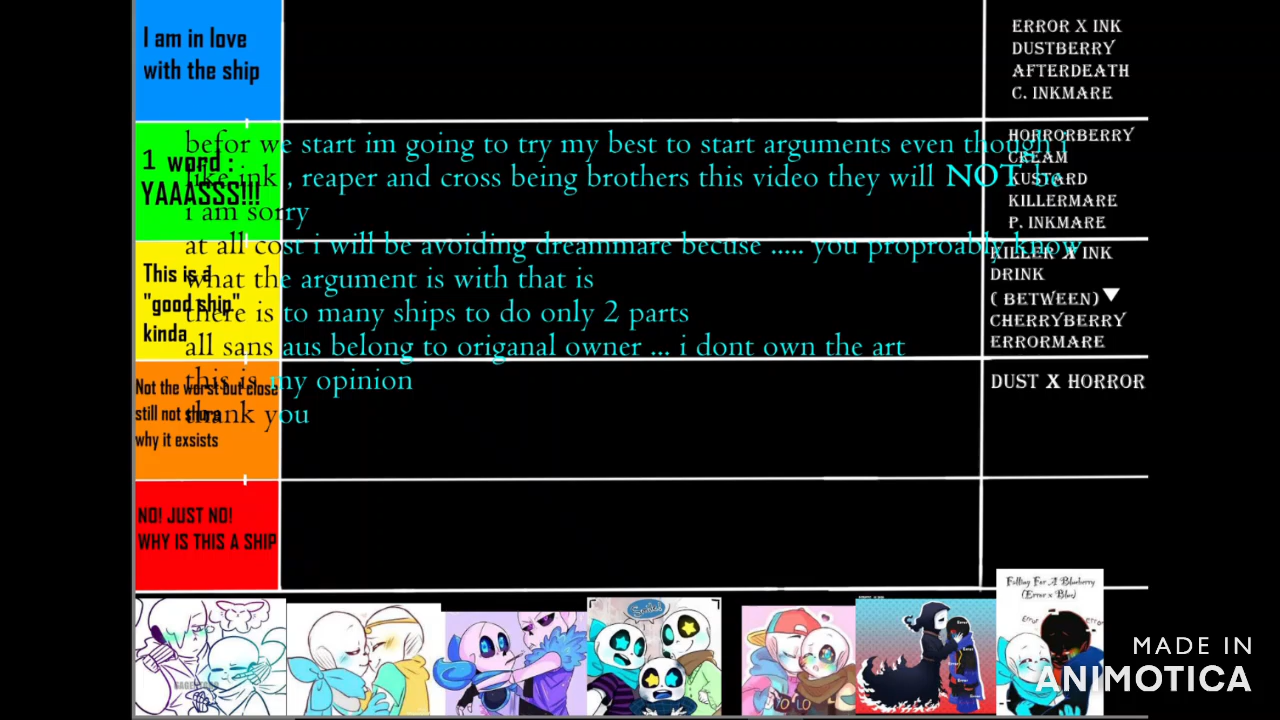 I am in love
with the ship
1 word :
YAAASSS!!!
This is a
"good ship"
kinda
Not the worst but close
still not shure
why it exsists
NO! JUST NO!
WHY IS THIS A SHIP
befor we start im going to try my best to start arguments even though i
like ink , reaper and cross being brothers this video they will NOT be
i am sorry
at all cost i will be avoiding dreammare becuse ..... you proproably know
what the argument is with that is
there is to many ships to do only 2 parts
all sans aus belong to origanal owner ... i dont own the art
this is my opinion
thank you
ERROR X INK
DUSTBERRY
AFTERDEATH
C. INKMARE
HORRORBERRY
CREAM
KUSTARD
KILLERMARE
P. INKMARE
KILLER X INK
DRINK
( BETWEEN)▼
CHERRYBERRY
ERRORMARE
DUST X HORROR
YOLO
Falling For A Blueberry
(Error x Blue)
MADE IN
ANIMOTICA